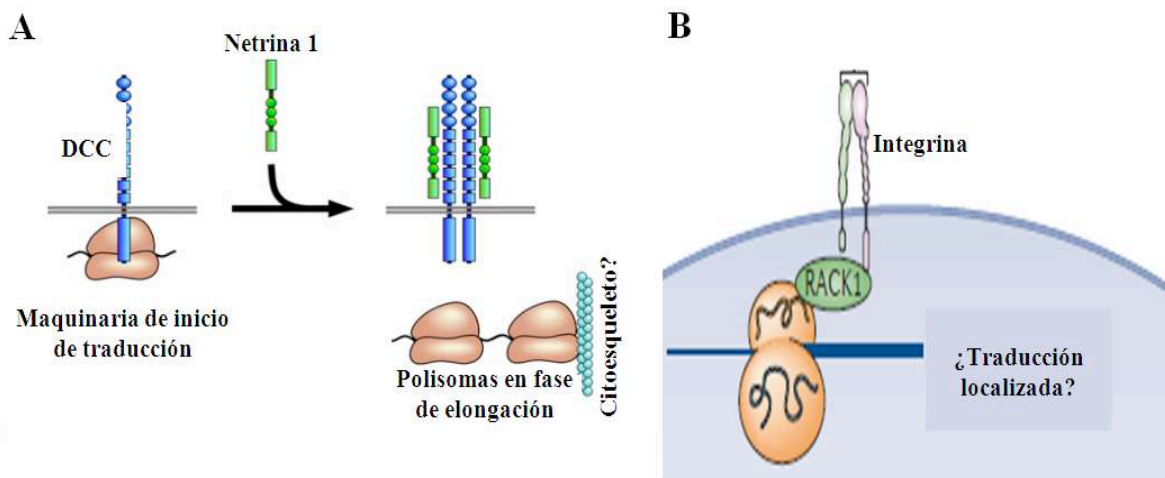 A
Netrina 1
DCC
Maquinaria de inicio
de traducción
Polisomas en fase
de elongación
Citoesqueleto?
B
Integrina
RACK1
¿Traducción
localizada?